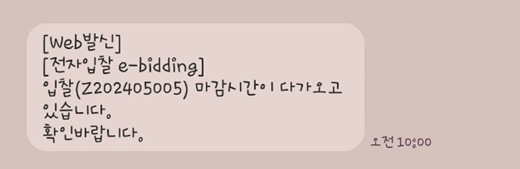 [Web발신]
[전자입찰 e-bidding]
입찰(Z202405005) 마감시간이 다가오고
있습니다.
확인바랍니다.
오전 10:00